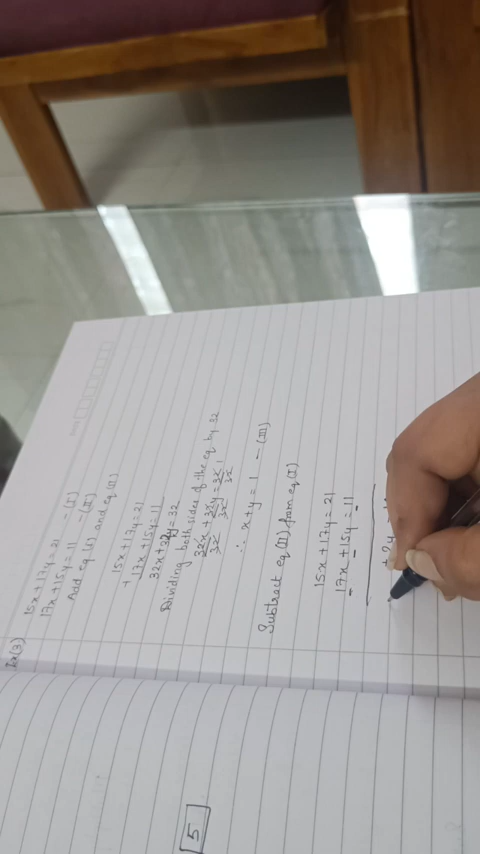 Q.(3)
15x + 17y = 21 - (I)
17x + 15y = 11 - (II)
Add eq (I) and eq (II)
15x + 17y = 21
+ 17x + 15y = 11
32x + 32y = 32
Dividing both sides of the eq by 32
32x/32 + 32y/32 = 32/32
∴ x + y = 1 - (III)
Subtract eq (II) from eq (I)
15x + 17y = 21
17x + 15y = 11
- - -
+ 2y
5